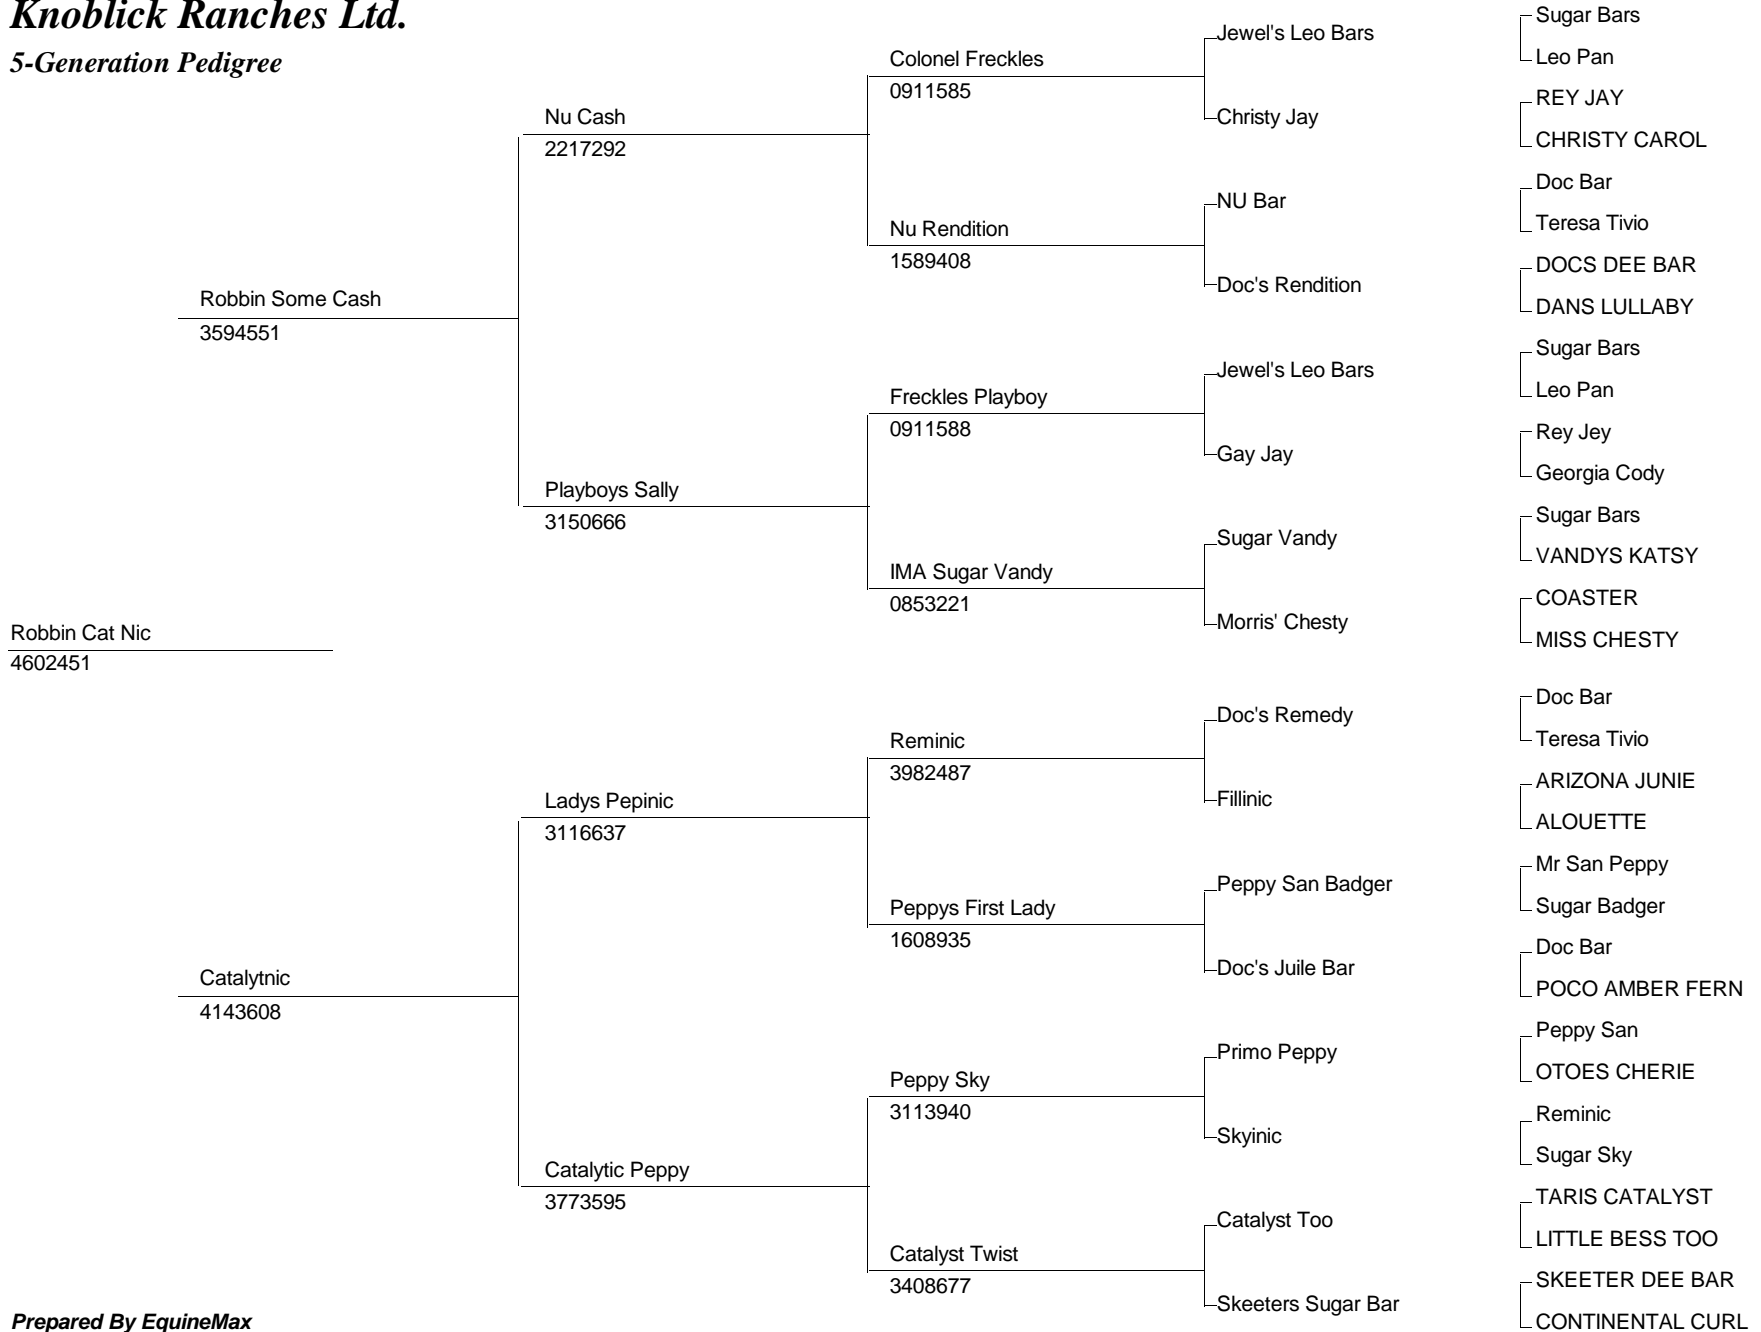 Knoblick Ranches Ltd.
5-Generation Pedigree
Robbin Cat Nic
4602451
Robbin Some Cash
3594551
Catalytnic
4143608
Nu Cash
2217292
Playboys Sally
3150666
Ladys Pepinic
3116637
Catalytic Peppy
3773595
Colonel Freckles
0911585
Nu Rendition
1589408
Freckles Playboy
0911588
IMA Sugar Vandy
0853221
Reminic
3982487
Peppys First Lady
1608935
Peppy Sky
3113940
Catalyst Twist
3408677
Jewel's Leo Bars
Christy Jay
NU Bar
Doc's Rendition
Jewel's Leo Bars
Gay Jay
Sugar Vandy
Morris' Chesty
Doc's Remedy
Fillinic
Peppy San Badger
Doc's Juile Bar
Primo Peppy
Skyinic
Catalyst Too
Skeeters Sugar Bar
Sugar Bars
Leo Pan
REY JAY
CHRISTY CAROL
Doc Bar
Teresa Tivio
DOCS DEE BAR
DANS LULLABY
Sugar Bars
Leo Pan
Rey Jey
Georgia Cody
Sugar Bars
VANDYS KATSY
COASTER
MISS CHESTY
Doc Bar
Teresa Tivio
ARIZONA JUNIE
ALOUETTE
Mr San Peppy
Sugar Badger
Doc Bar
POCO AMBER FERN
Peppy San
OTOES CHERIE
Reminic
Sugar Sky
TARIS CATALYST
LITTLE BESS TOO
SKEETER DEE BAR
CONTINENTAL CURL
Prepared By EquineMax